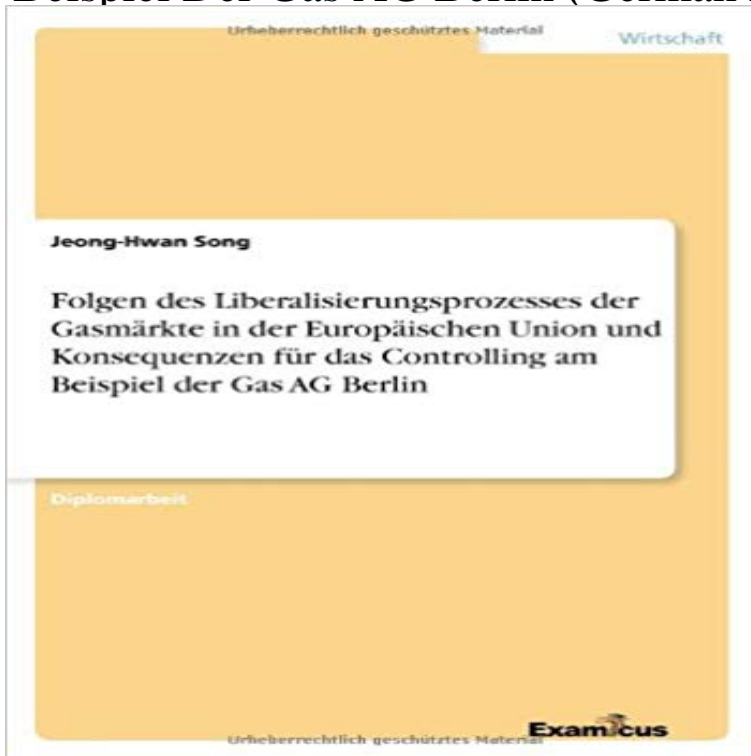 Urheberrechtlich geschütztes Material
Wirtschaft
Jeong-Hwan Song
Folgen des Liberalisierungsprozesses der
Gasmärkte in der Europäischen Union und
Konsequenzen für das Controlling am
Beispiel der Gas AG Berlin
Diplomarbeit
Examicus
Urheberrechtlich geschütztes